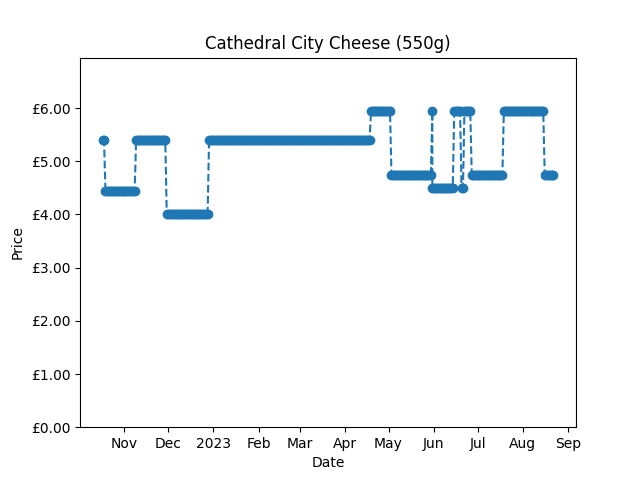 Cathedral City Cheese (550g)
£6.00
£5.00
£4.00
£3.00
£2.00
£1.00
£0.00
Price
Nov Dec 2023 Feb Mar Apr May Jun Jul Aug Sep
Date